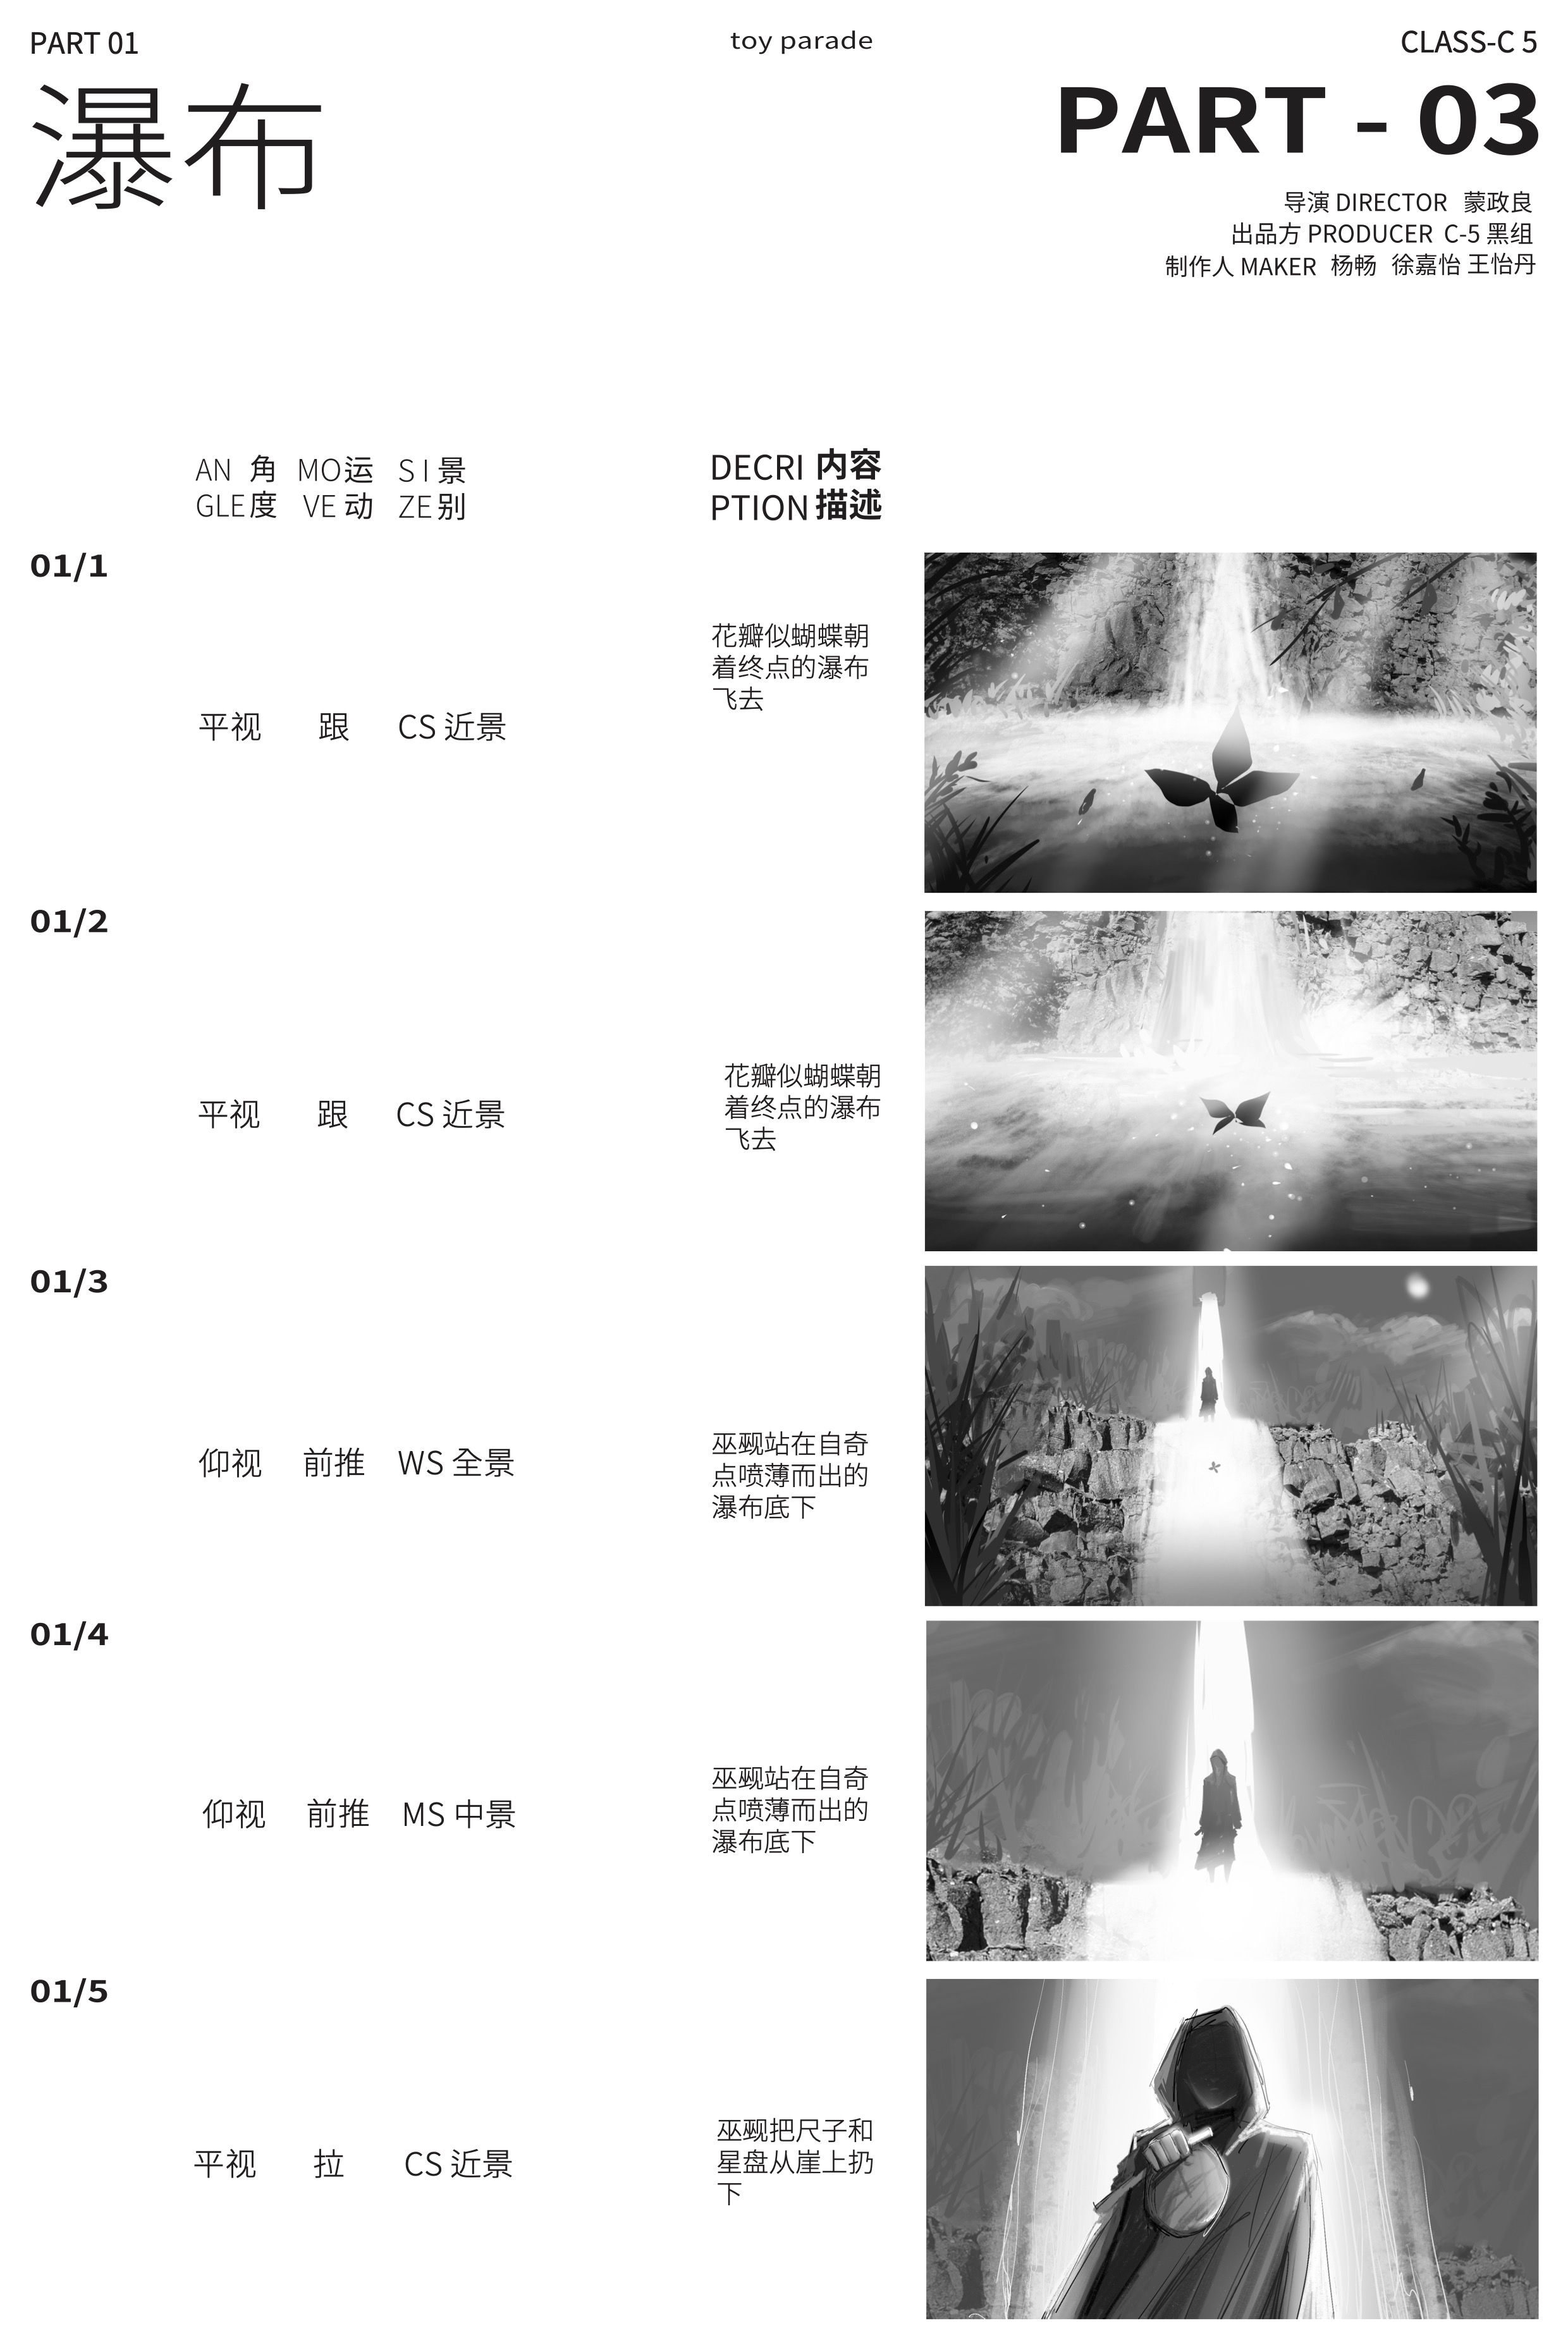 PART 01
toy parade
CLASS-C 5
瀑布
PART - 03
导演 DIRECTOR 蒙政良
出品方 PRODUCER C-5 黑组
制作人 MAKER 杨畅 徐嘉怡 王怡丹
AN 角 MO 运 SI 景
GLE 度 VE 动 ZE 别
DECRI 内容
PTION 描述
01/1
平视 跟 CS 近景
花瓣似蝴蝶朝
着终点的瀑布
飞去
01/2
平视 跟 CS 近景
花瓣似蝴蝶朝
着终点的瀑布
飞去
01/3
仰视 前推 WS 全景
巫觋站在自奇
点喷薄而出的
瀑布底下
01/4
仰视 前推 MS 中景
巫觋站在自奇
点喷薄而出的
瀑布底下
01/5
平视 拉 CS 近景
巫觋把尺子和
星盘从崖上扔
下